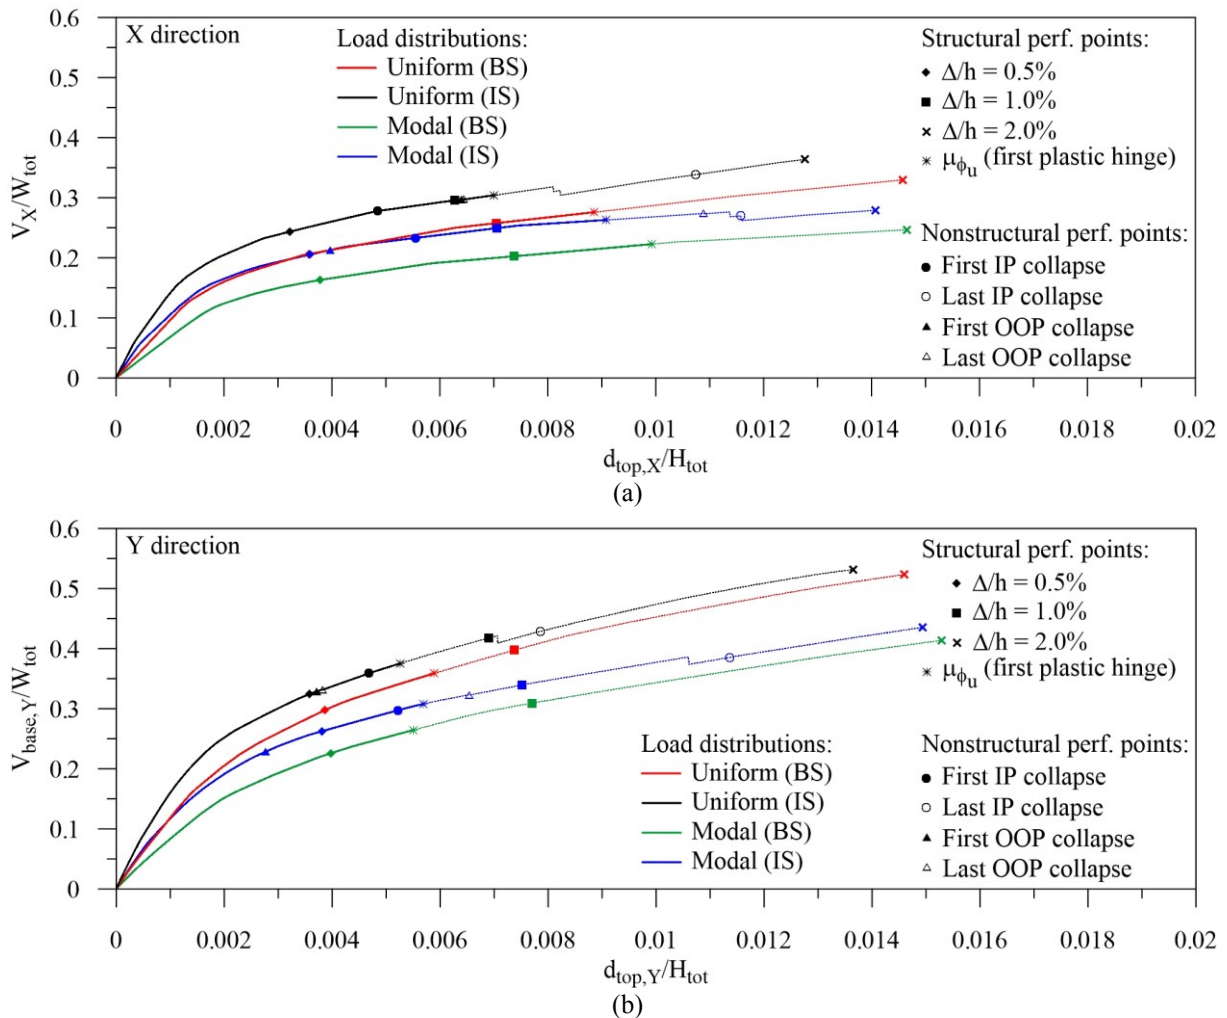 X direction
Load distributions:
Uniform (BS)
Uniform (IS)
Modal (BS)
Modal (IS)
Structural perf. points:
Δ/h = 0.5%
Δ/h = 1.0%
Δ/h = 2.0%
μϕu (first plastic hinge)
Nonstructural perf. points:
First IP collapse
Last IP collapse
First OOP collapse
Last OOP collapse
VX/Wtot
0.6
0.5
0.4
0.3
0.2
0.1
0
0 0.002 0.004 0.006 0.008 0.01 0.012 0.014 0.016 0.018 0.02
dtop,X/Htot
(a)
Y direction
Structural perf. points:
Δ/h = 0.5%
Δ/h = 1.0%
Δ/h = 2.0%
μϕu (first plastic hinge)
Load distributions:
Uniform (BS)
Uniform (IS)
Modal (BS)
Modal (IS)
Nonstructural perf. points:
First IP collapse
Last IP collapse
First OOP collapse
Last OOP collapse
Vbase,Y/Wtot
0.6
0.5
0.4
0.3
0.2
0.1
0
0 0.002 0.004 0.006 0.008 0.01 0.012 0.014 0.016 0.018 0.02
dtop,Y/Htot
(b)